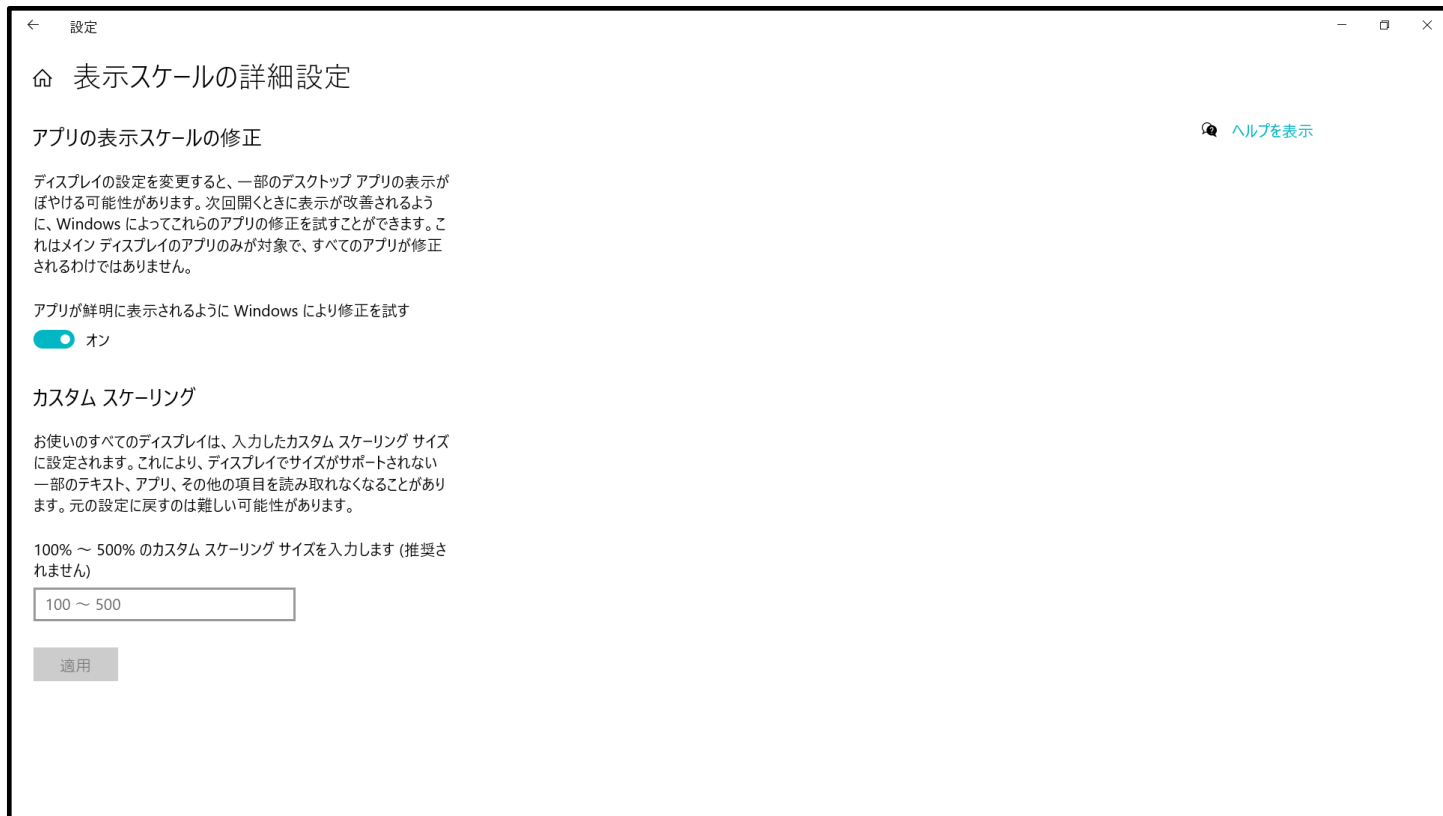 設定
表示スケールの詳細設定
アプリの表示スケールの修正
ヘルプを表示
ディスプレイの設定を変更すると、一部のデスクトップ アプリの表示が
ぼやける可能性があります。次回開くときに表示が改善されるよう
に、Windows によってこれらのアプリの修正を試すことができます。こ
れはメイン ディスプレイのアプリのみが対象で、すべてのアプリが修正
されるわけではありません。
アプリが鮮明に表示されるように Windows により修正を試す
オン
カスタム スケーリング
お使いのすべてのディスプレイは、入力したカスタム スケーリング サイズ
に設定されます。これにより、ディスプレイでサイズがサポートされない
一部のテキスト、アプリ、その他の項目を読み取れなくなることがあり
ます。元の設定に戻すのは難しい可能性があります。
100% ～ 500% のカスタム スケーリング サイズを入力します (推奨さ
れません)
100 ～ 500
適用